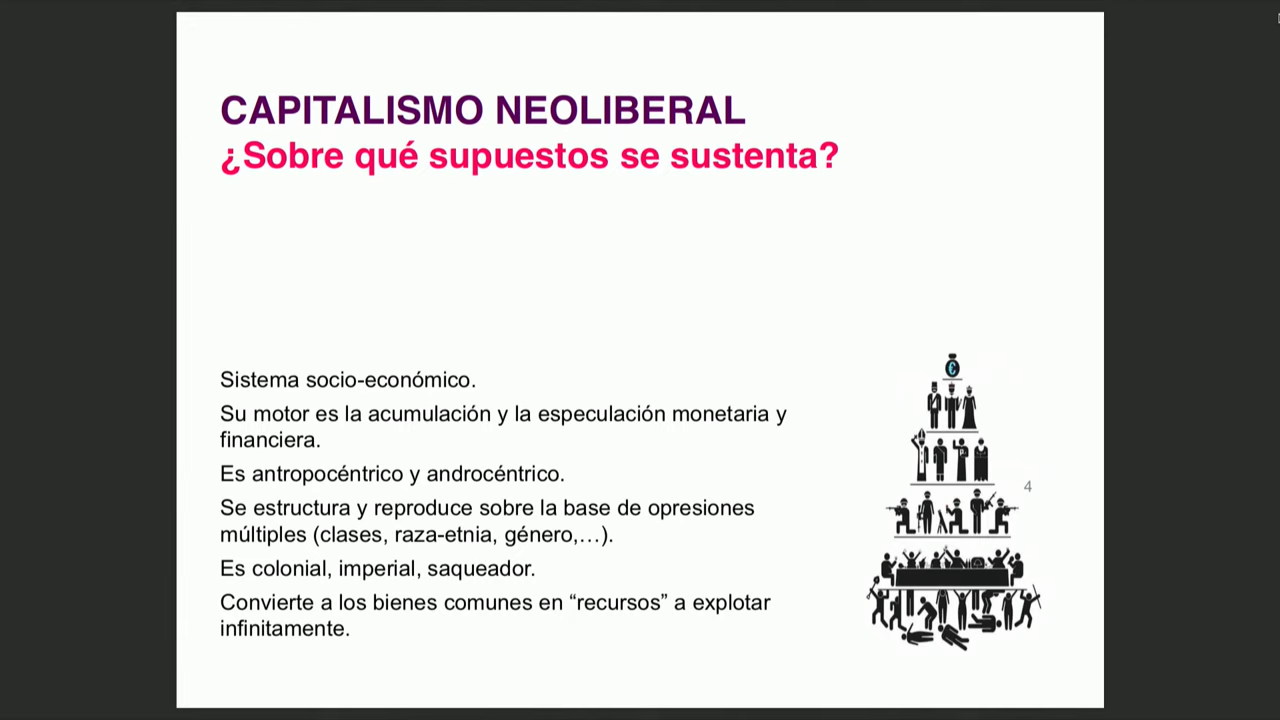 CAPITALISMO NEOLIBERAL
¿Sobre qué supuestos se sustenta?
Sistema socio-económico.
Su motor es la acumulación y la especulación monetaria y
financiera.
Es antropocéntrico y androcéntrico.
Se estructura y reproduce sobre la base de opresiones
múltiples (clases, raza-etnia, género,…).
Es colonial, imperial, saqueador.
Convierte a los bienes comunes en “recursos” a explotar
infinitamente.
€
4